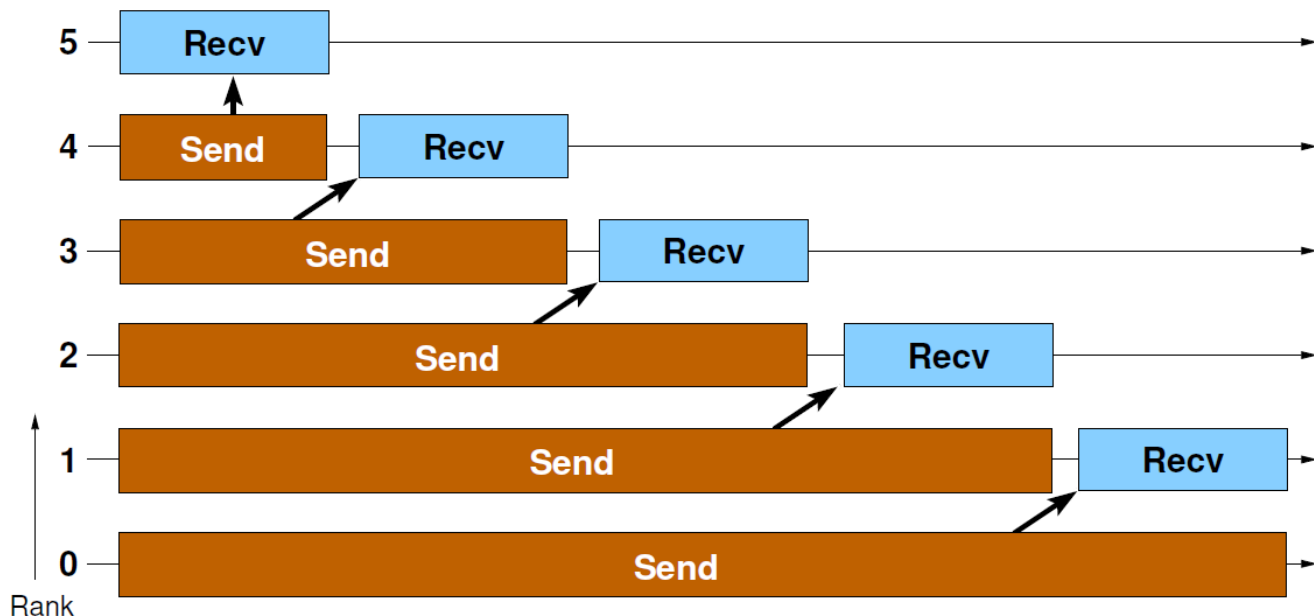 5 Recv
4 Send Recv
3 Send Recv
2 Send Recv
1 Send Recv
0 Send
Rank